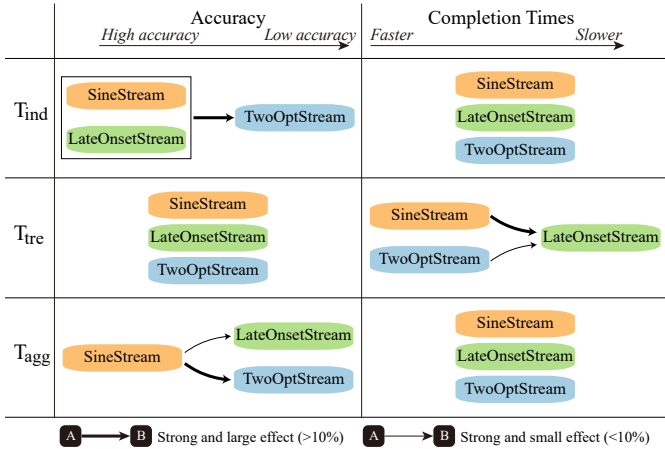 Accuracy
Completion Times
High accuracy
Low accuracy
Faster
Slower
Tind
SineStream
LateOnsetStream
TwoOptStream
SineStream
LateOnsetStream
TwoOptStream
Ttre
SineStream
LateOnsetStream
TwoOptStream
SineStream
TwoOptStream
LateOnsetStream
Tagg
SineStream
LateOnsetStream
TwoOptStream
SineStream
LateOnsetStream
TwoOptStream
A B Strong and large effect (>10%)
A B Strong and small effect (<10%)